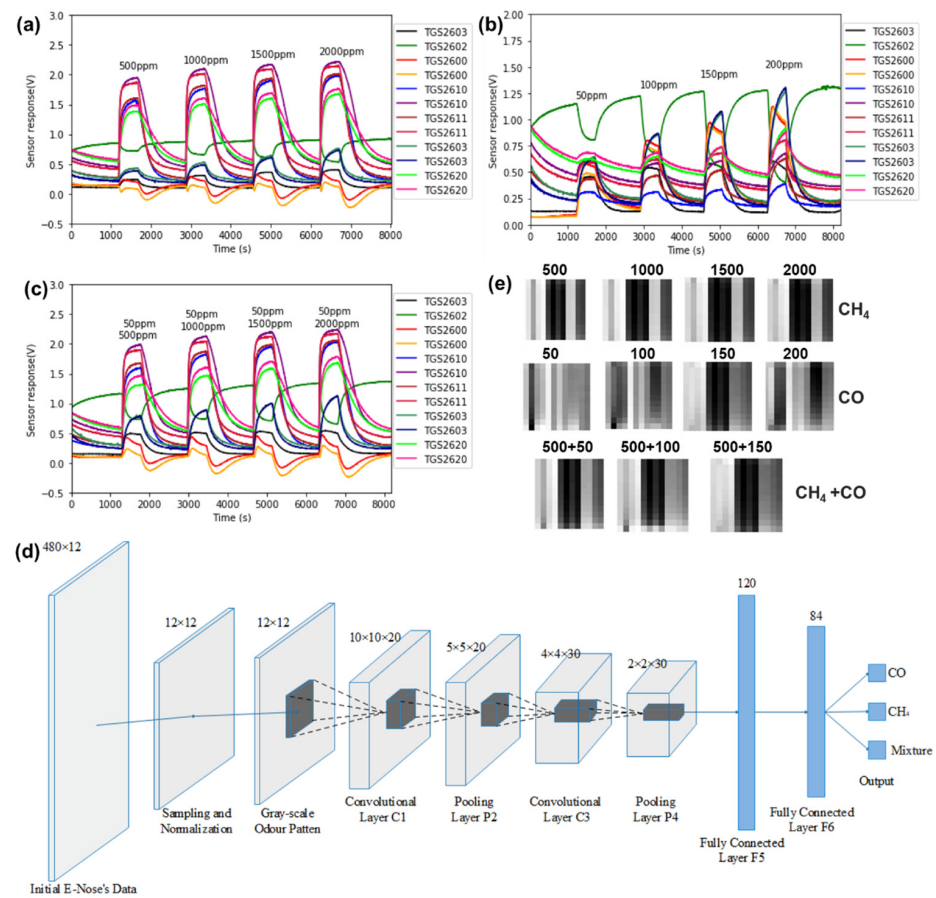 (a)
3.0
2.5
2.0
1.5
1.0
0.5
0.0
−0.5
Sensor response(V)
500ppm
1000ppm
1500ppm
2000ppm
0 1000 2000 3000 4000 5000 6000 7000 8000
Time (s)
TGS2603
TGS2602
TGS2600
TGS2600
TGS2610
TGS2610
TGS2611
TGS2611
TGS2603
TGS2603
TGS2620
TGS2620
(b)
2.00
1.75
1.50
1.25
1.00
0.75
0.50
0.25
0.00
Sensor response(V)
50ppm
100ppm
150ppm
200ppm
0 1000 2000 3000 4000 5000 6000 7000 8000
Time (s)
TGS2603
TGS2602
TGS2600
TGS2600
TGS2610
TGS2610
TGS2611
TGS2611
TGS2603
TGS2603
TGS2620
TGS2620
(c)
3.0
2.5
2.0
1.5
1.0
0.5
0.0
−0.5
Sensor response(V)
50ppm
500ppm
50ppm
1000ppm
50ppm
1500ppm
50ppm
2000ppm
0 1000 2000 3000 4000 5000 6000 7000 8000
Time (s)
TGS2603
TGS2602
TGS2600
TGS2600
TGS2610
TGS2610
TGS2611
TGS2611
TGS2603
TGS2603
TGS2620
TGS2620
(e)
500 1000 1500 2000
CH4
50 100 150 200
CO
500+50 500+100 500+150
CH4 +CO
(d)
480×12
12×12
12×12
10×10×20
5×5×20
4×4×30
2×2×30
120
84
CO
CH4
Mixture
Output
Initial E-Nose's Data
Sampling and
Normalization
Gray-scale
Odour Patten
Convolutional
Layer C1
Pooling
Layer P2
Convolutional
Layer C3
Pooling
Layer P4
Fully Connected
Layer F5
Fully Connected
Layer F6